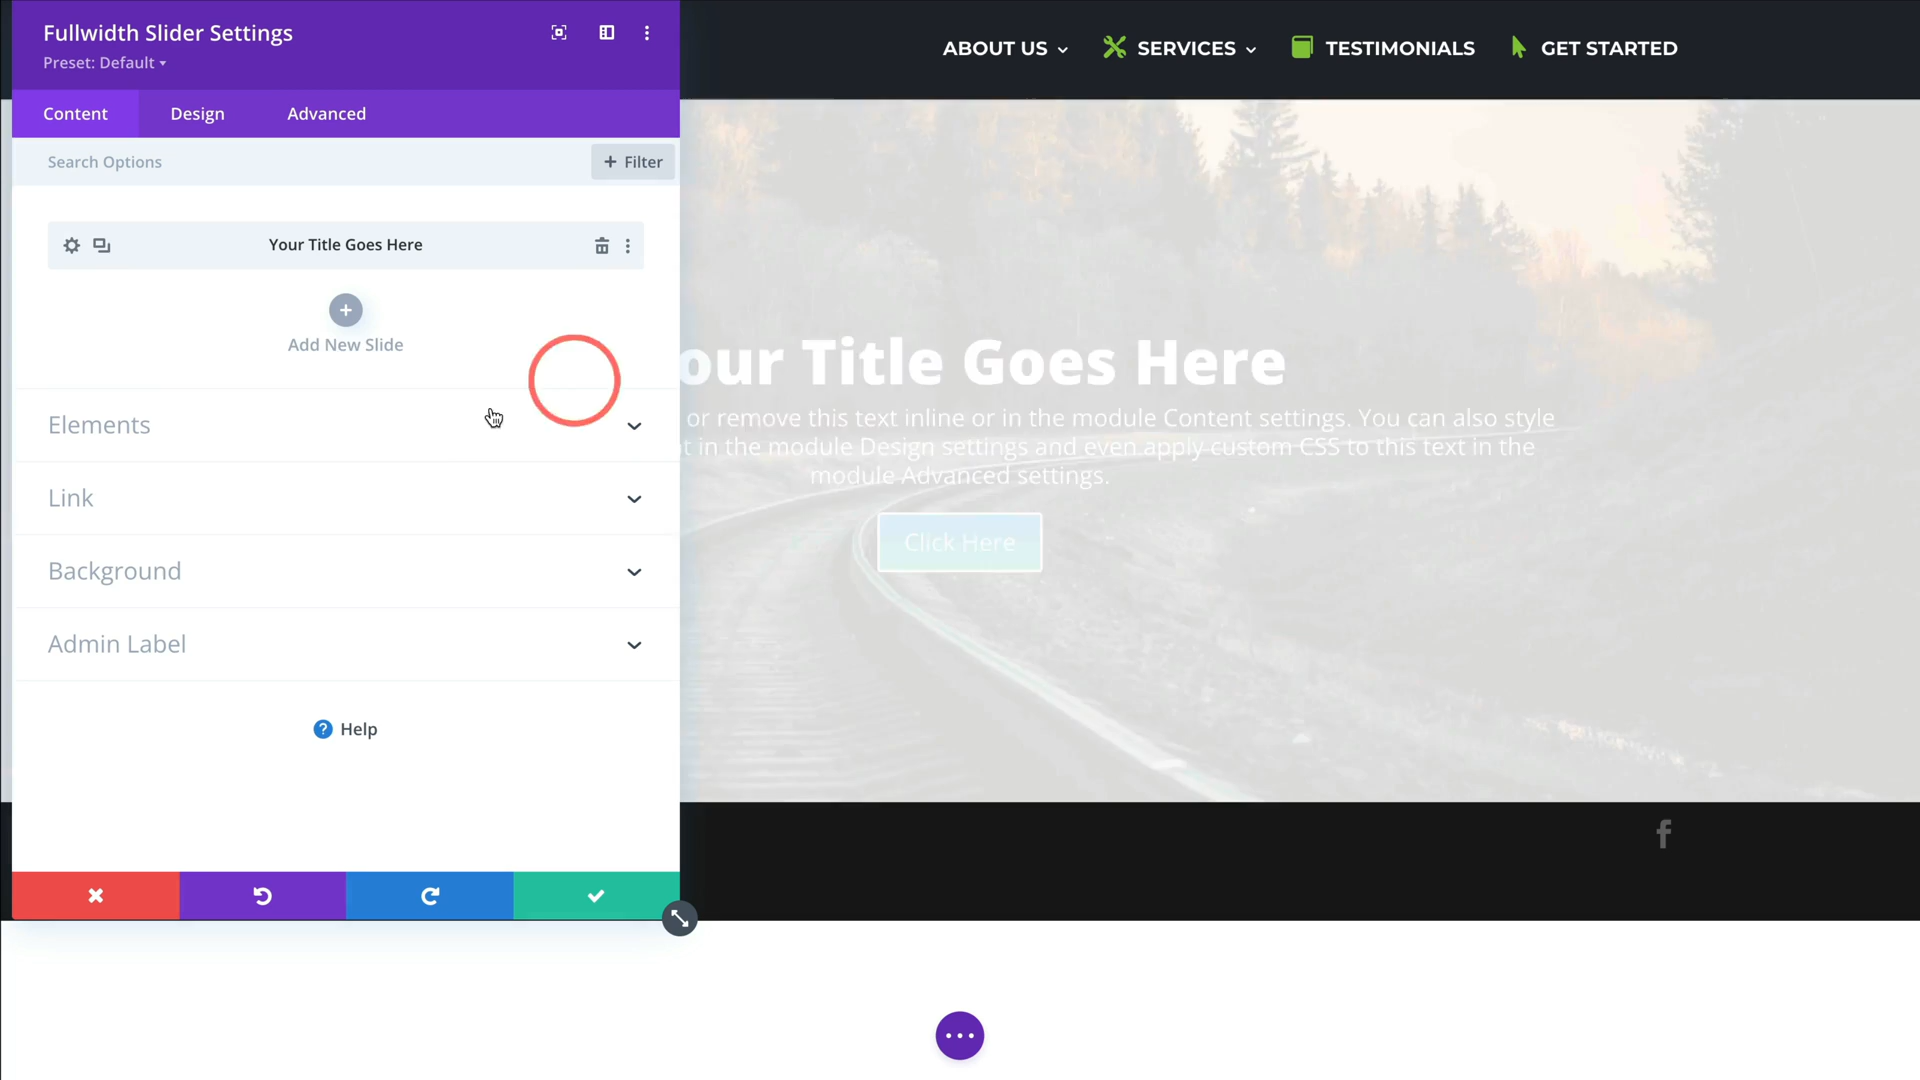 Fullwidth Slider Settings
Preset: Default
Content
Design
Advanced
Search Options
+ Filter
Your Title Goes Here
Add New Slide
Elements
Link
Background
Admin Label
? Help
ABOUT US
SERVICES
TESTIMONIALS
GET STARTED
our Title Goes Here
or remove this text inline or in the module Content settings. You can also style
t in the module Design settings and even apply custom CSS to this text in the
module Advanced settings.
Click Here